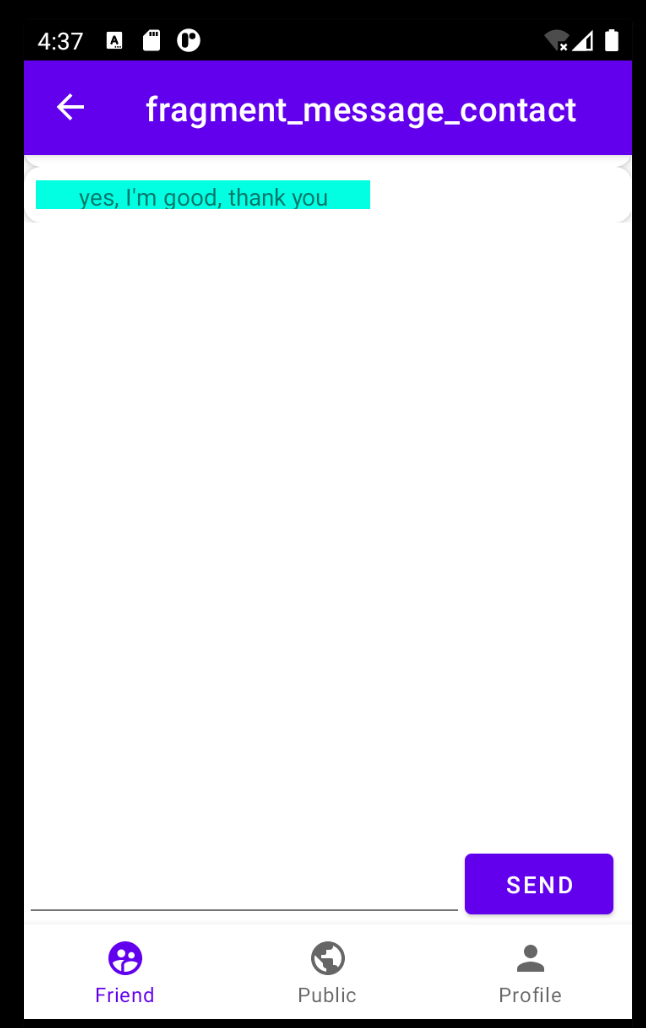 4:37
fragment_message_contact
yes, I'm good, thank you
SEND
Friend
Public
Profile